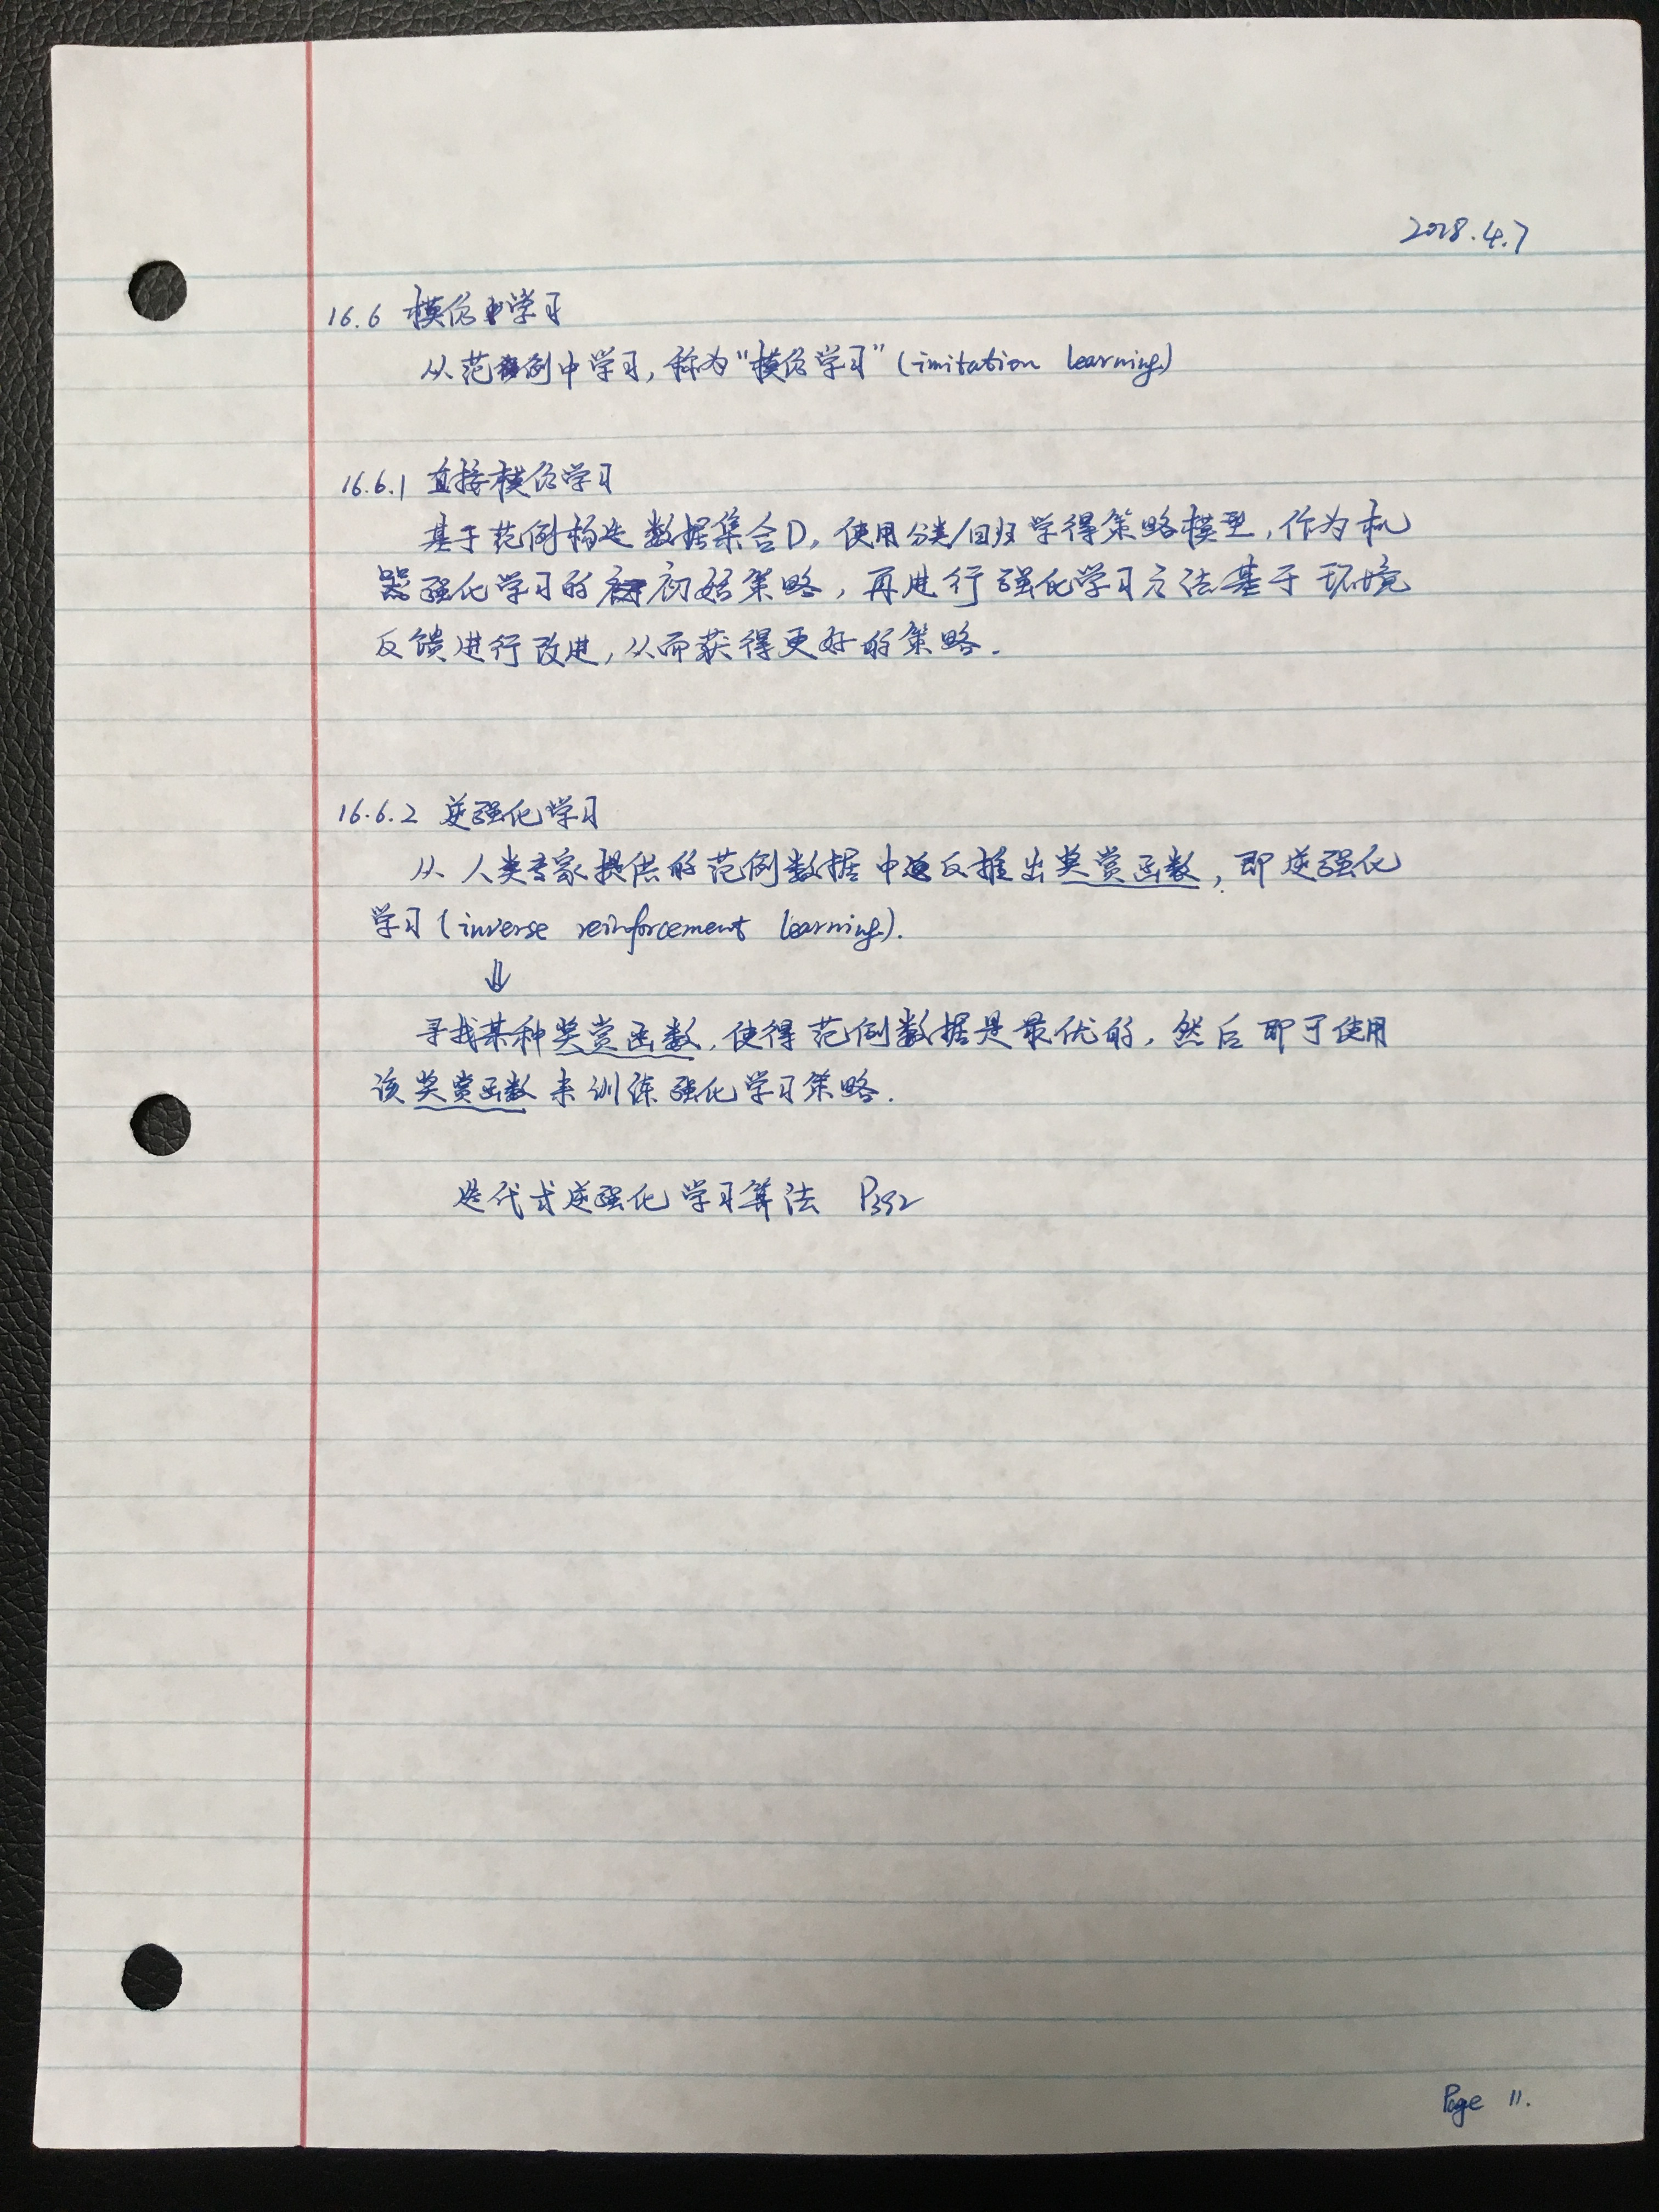 2018.4.7
16.6 模仿学习
从范例中学习, 称为"模仿学习" (imitation learning)
16.6.1 直接模仿学习
基于范例构造数据集合D, 使用分类/回归学得策略模型, 作为机
器强化学习的初始策略, 再进行强化学习方法基于环境
反馈进行改进, 从而获得更好的策略.
16.6.2 逆强化学习
从人类专家提供的范例数据中反推出奖赏函数, 即逆强化
学习 (inverse reinforcement learning).
⇓
寻找某种奖赏函数, 使得范例数据是最优的, 然后即可使用
该奖赏函数来训练强化学习策略.
迭代式逆强化学习算法 P392
Page 11.